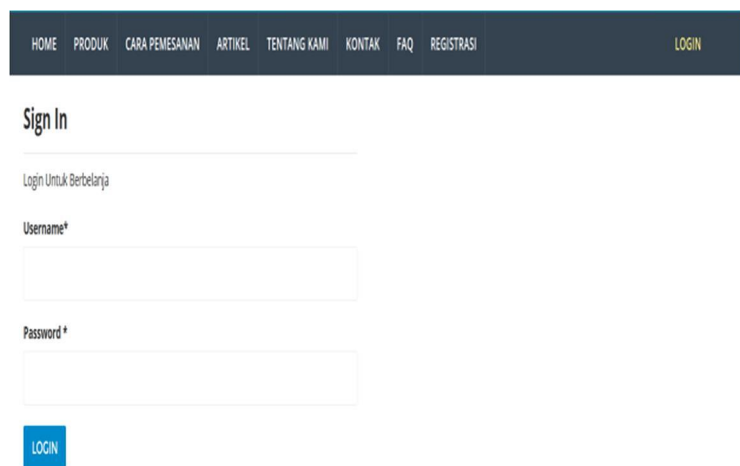 HOME PRODUK CARA PEMESANAN ARTIKEL TENTANG KAMI KONTAK FAQ REGISTRASI LOGIN
Sign In
Login Untuk Berbelanja
Username*
Password *
LOGIN